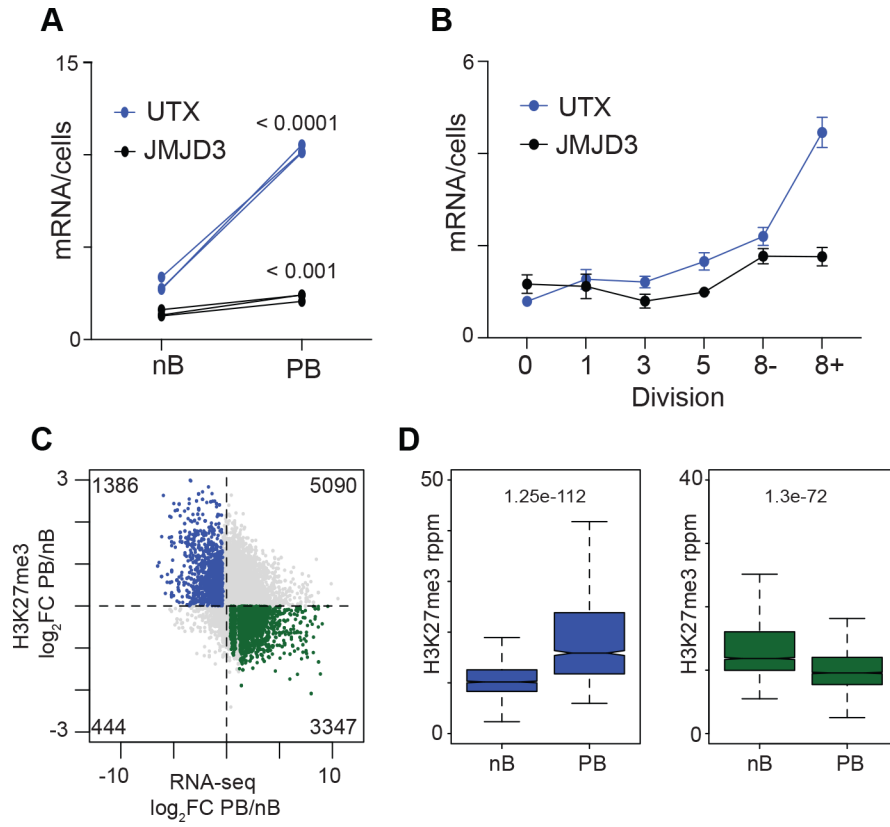 A
15
UTX
JMJD3
< 0.0001
< 0.001
mRNA/cells
0
nB
PB
B
6
UTX
JMJD3
mRNA/cells
0
0
1
3
5
8-
8+
Division
C
3
1386
5090
H3K27me3
log₂FC PB/nB
-3
444
3347
-10
10
RNA-seq
log₂FC PB/nB
D
50
1.25e-112
H3K27me3 rppm
0
nB
PB
40
1.3e-72
H3K27me3 rppm
0
nB
PB